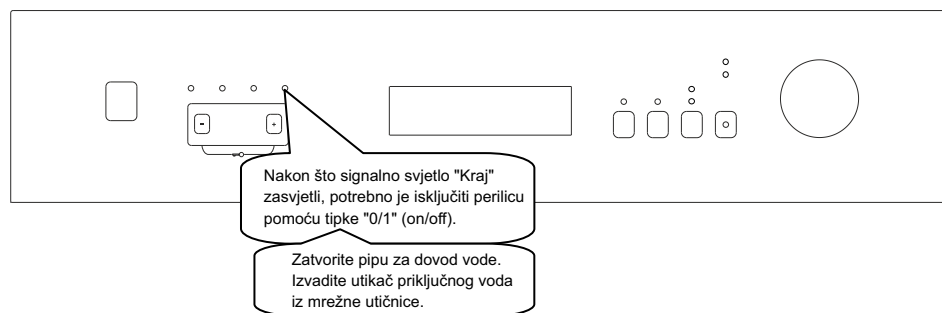 -
+
Nakon što signalno svjetlo "Kraj"
zasvjetli, potrebno je isključiti perilicu
pomoću tipke "0/1" (on/off).
Zatvorite pipu za dovod vode.
Izvadite utikač priključnog voda
iz mrežne utičnice.